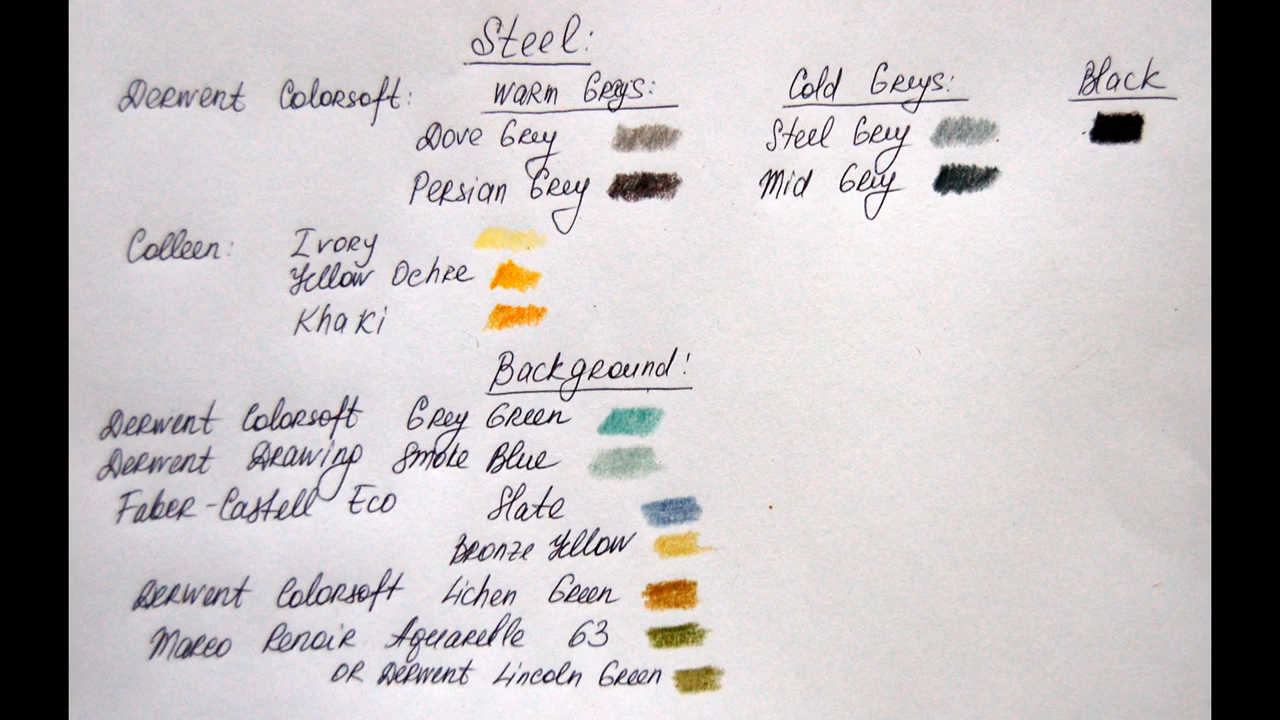 Steel:
Derwent Colorsoft: Warm Greys: Cold Greys: Black
Dove Grey Steel Grey
Persian Grey Mid Grey
Colleen: Ivory
Yellow Ochre
Khaki
Background:
Derwent Colorsoft Grey Green
Derwent Drawing Smoke Blue
Faber-Castell Eco Slate
Bronze Yellow
Derwent Colorsoft Lichen Green
Marco Renoir Aquarelle 63
or Derwent Lincoln Green